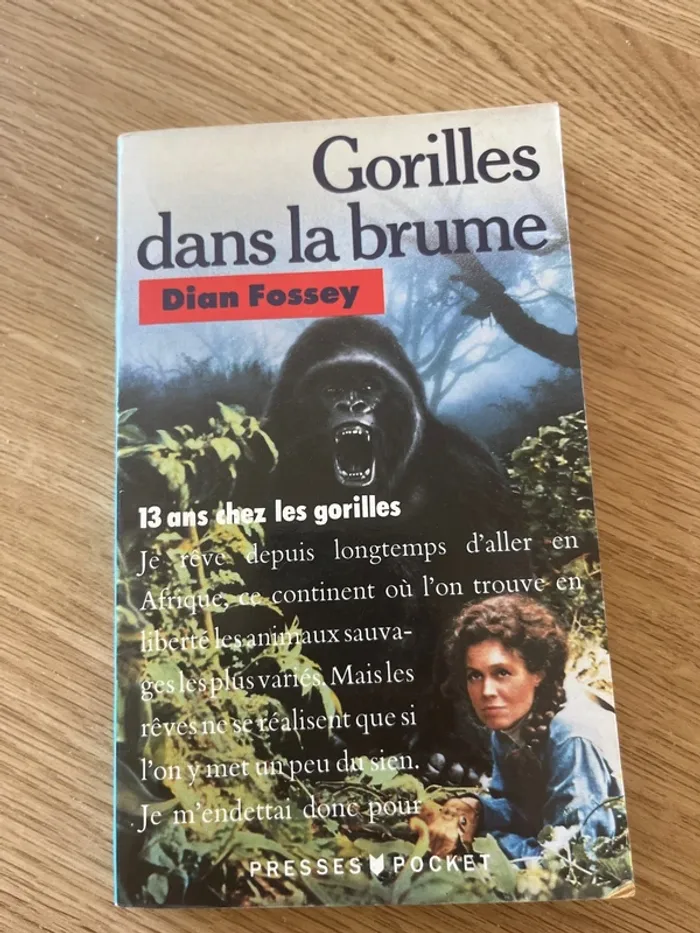 Gorilles
dans la brume
Dian Fossey
13 ans chez les gorilles
Je rêve depuis longtemps d'aller en
Afrique, ce continent où l'on trouve en
liberté les animaux sauva-
ges les plus variés. Mais les
rêves ne se réalisent que si
l'on y met un peu du sien.
Je m'endettai donc pour
PRESSES POCKET